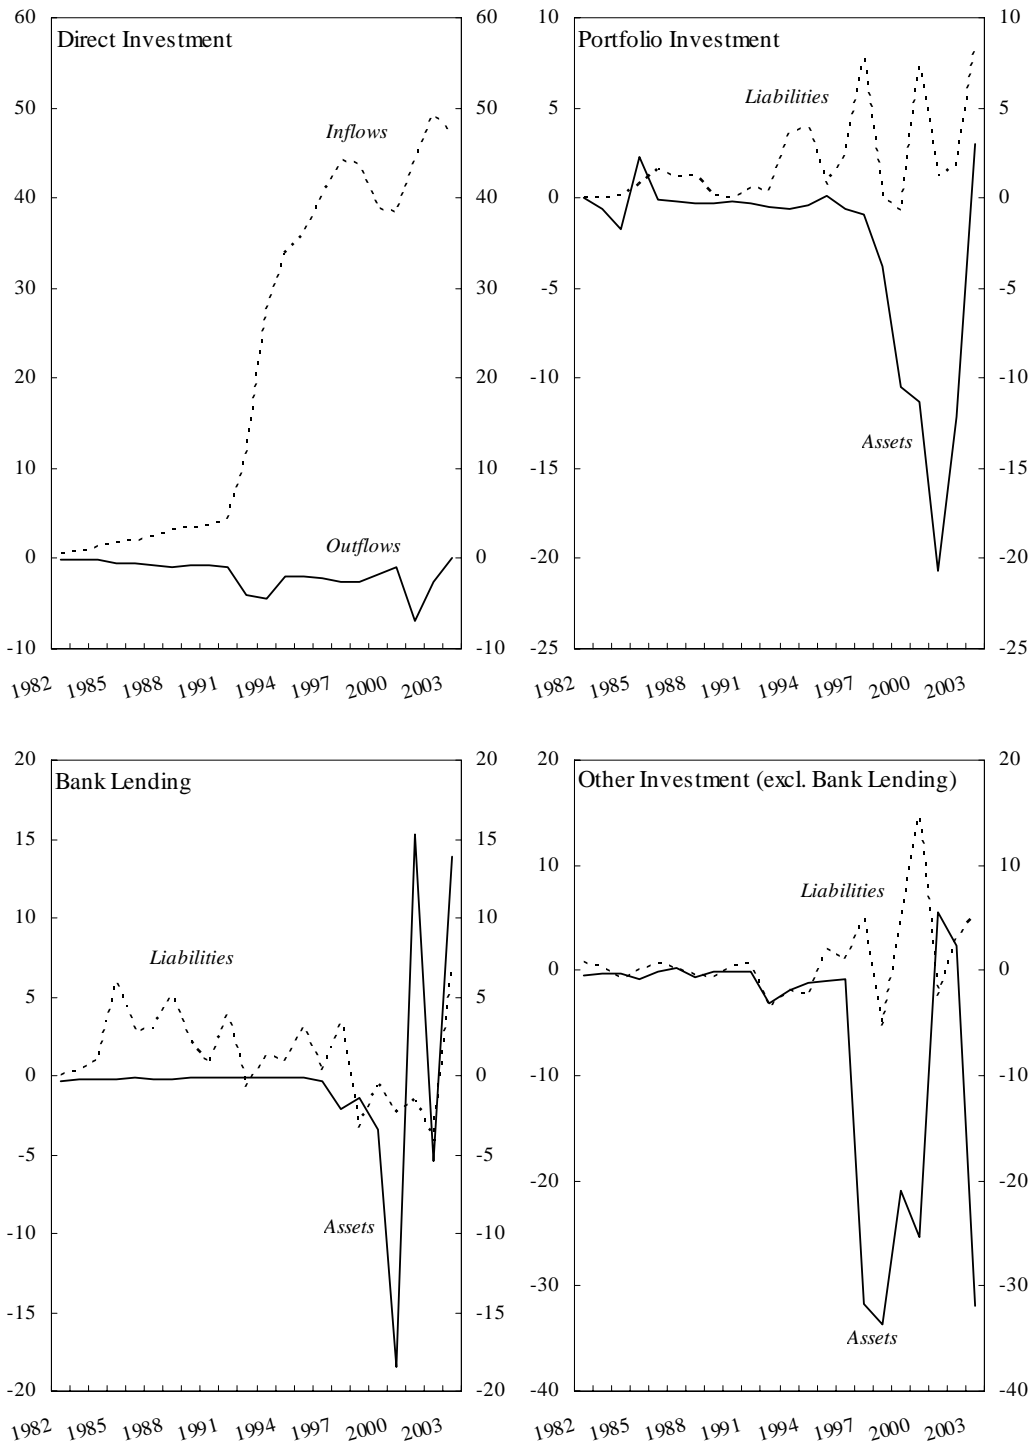 60 60
Direct Investment
50 50
Inflows
40 40
30 30
20 20
10 10
Outflows
0 0
-10 -10
1982 1985 1988 1991 1994 1997 2000 2003
10 10
Portfolio Investment
Liabilities
5 5
0 0
-5 -5
-10 -10
Assets
-15 -15
-20 -20
-25 -25
1982 1985 1988 1991 1994 1997 2000 2003
20 20
Bank Lending
15 15
10 10
Liabilities
5 5
0 0
-5 -5
Assets
-10 -10
-15 -15
-20 -20
1982 1985 1988 1991 1994 1997 2000 2003
20 20
Other Investment (excl. Bank Lending)
10 10
Liabilities
0 0
-10 -10
-20 -20
-30 -30
Assets
-40 -40
1982 1985 1988 1991 1994 1997 2000 2003